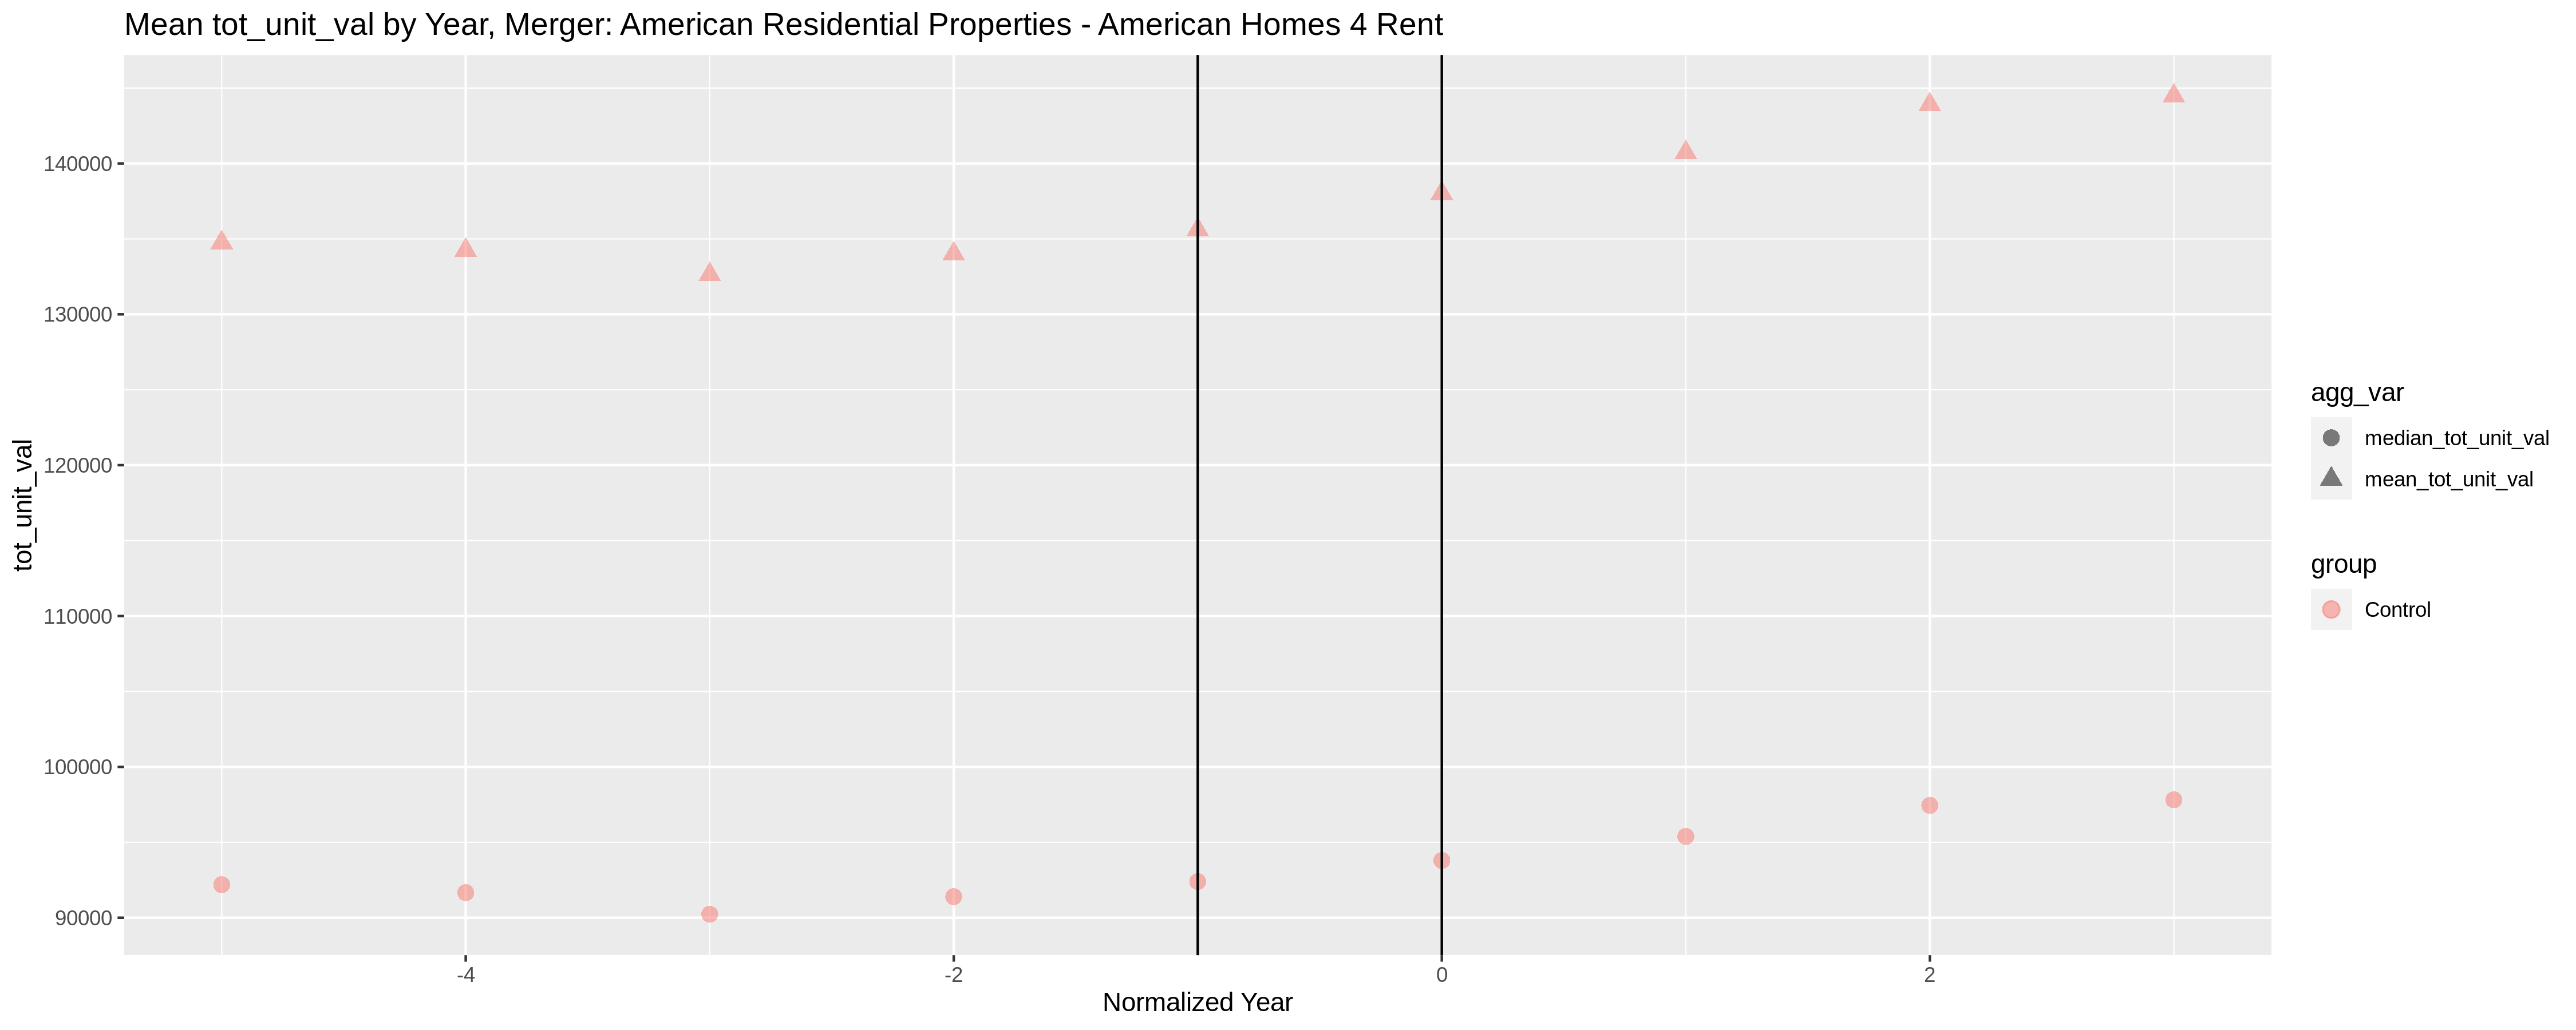 Mean tot_unit_val by Year, Merger: American Residential Properties - American Homes 4 Rent
tot_unit_val
140000
130000
120000
110000
100000
90000
-4
-2
0
2
Normalized Year
agg_var
median_tot_unit_val
mean_tot_unit_val
group
Control